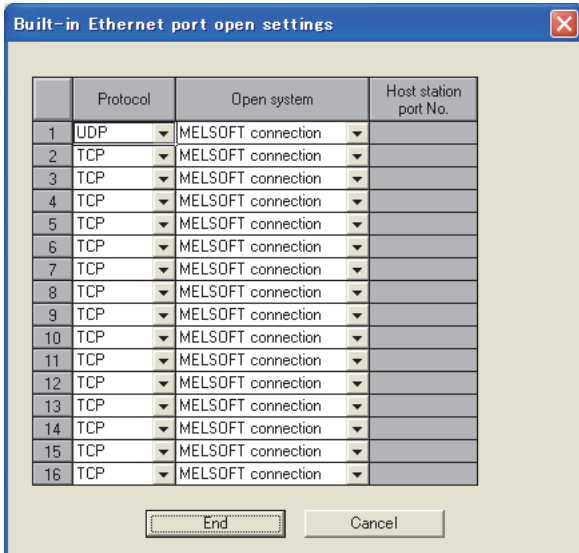 Built-in Ethernet port open settings
Protocol Open system Host station port No.
1 UDP MELSOFT connection
2 TCP MELSOFT connection
3 TCP MELSOFT connection
4 TCP MELSOFT connection
5 TCP MELSOFT connection
6 TCP MELSOFT connection
7 TCP MELSOFT connection
8 TCP MELSOFT connection
9 TCP MELSOFT connection
10 TCP MELSOFT connection
11 TCP MELSOFT connection
12 TCP MELSOFT connection
13 TCP MELSOFT connection
14 TCP MELSOFT connection
15 TCP MELSOFT connection
16 TCP MELSOFT connection
End Cancel